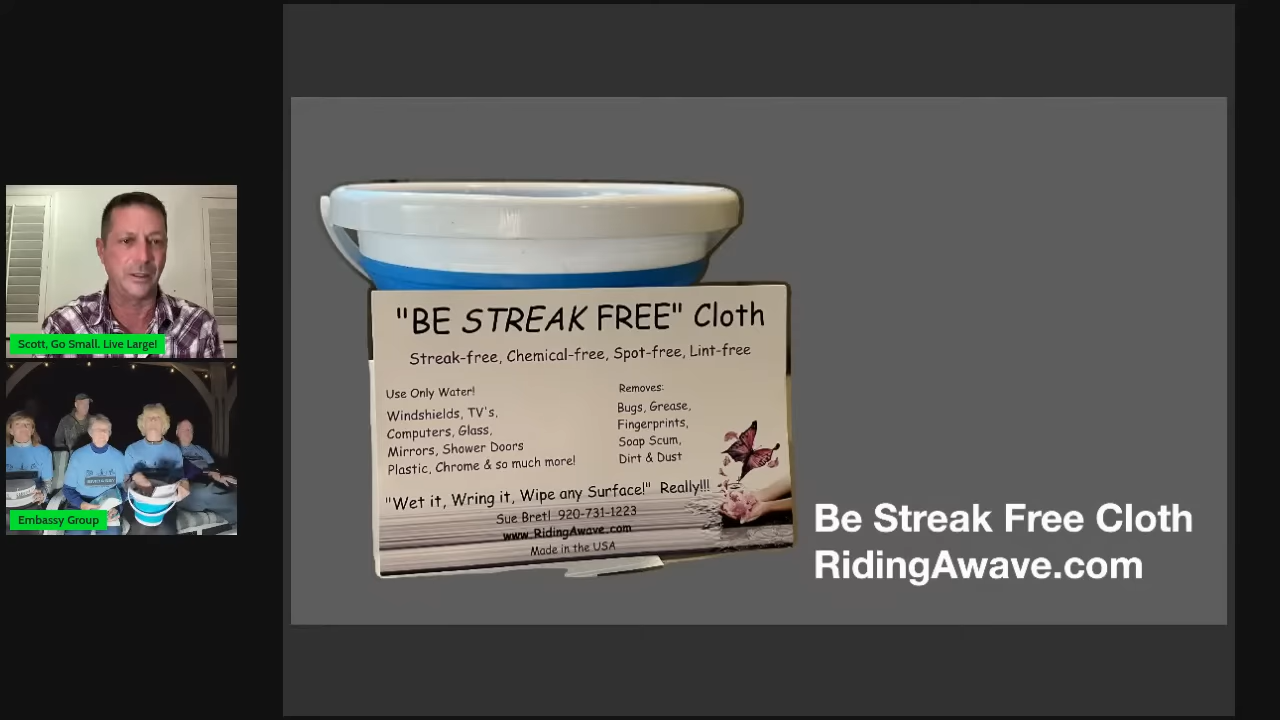 Scott, Go Small. Live Large!
Embassy Group
"BE STREAK FREE" Cloth
Streak-free, Chemical-free, Spot-free, Lint-free
Use Only Water!
Windshields, TV's,
Computers, Glass,
Mirrors, Shower Doors
Plastic, Chrome & so much more!
Removes:
Bugs, Grease,
Fingerprints,
Soap Scum,
Dirt & Dust
"Wet it, Wring it, Wipe any Surface!" Really!!!
Sue Bretl 920-731-1223
www.RidingAwave.com
Made in the USA
Be Streak Free Cloth
RidingAwave.com